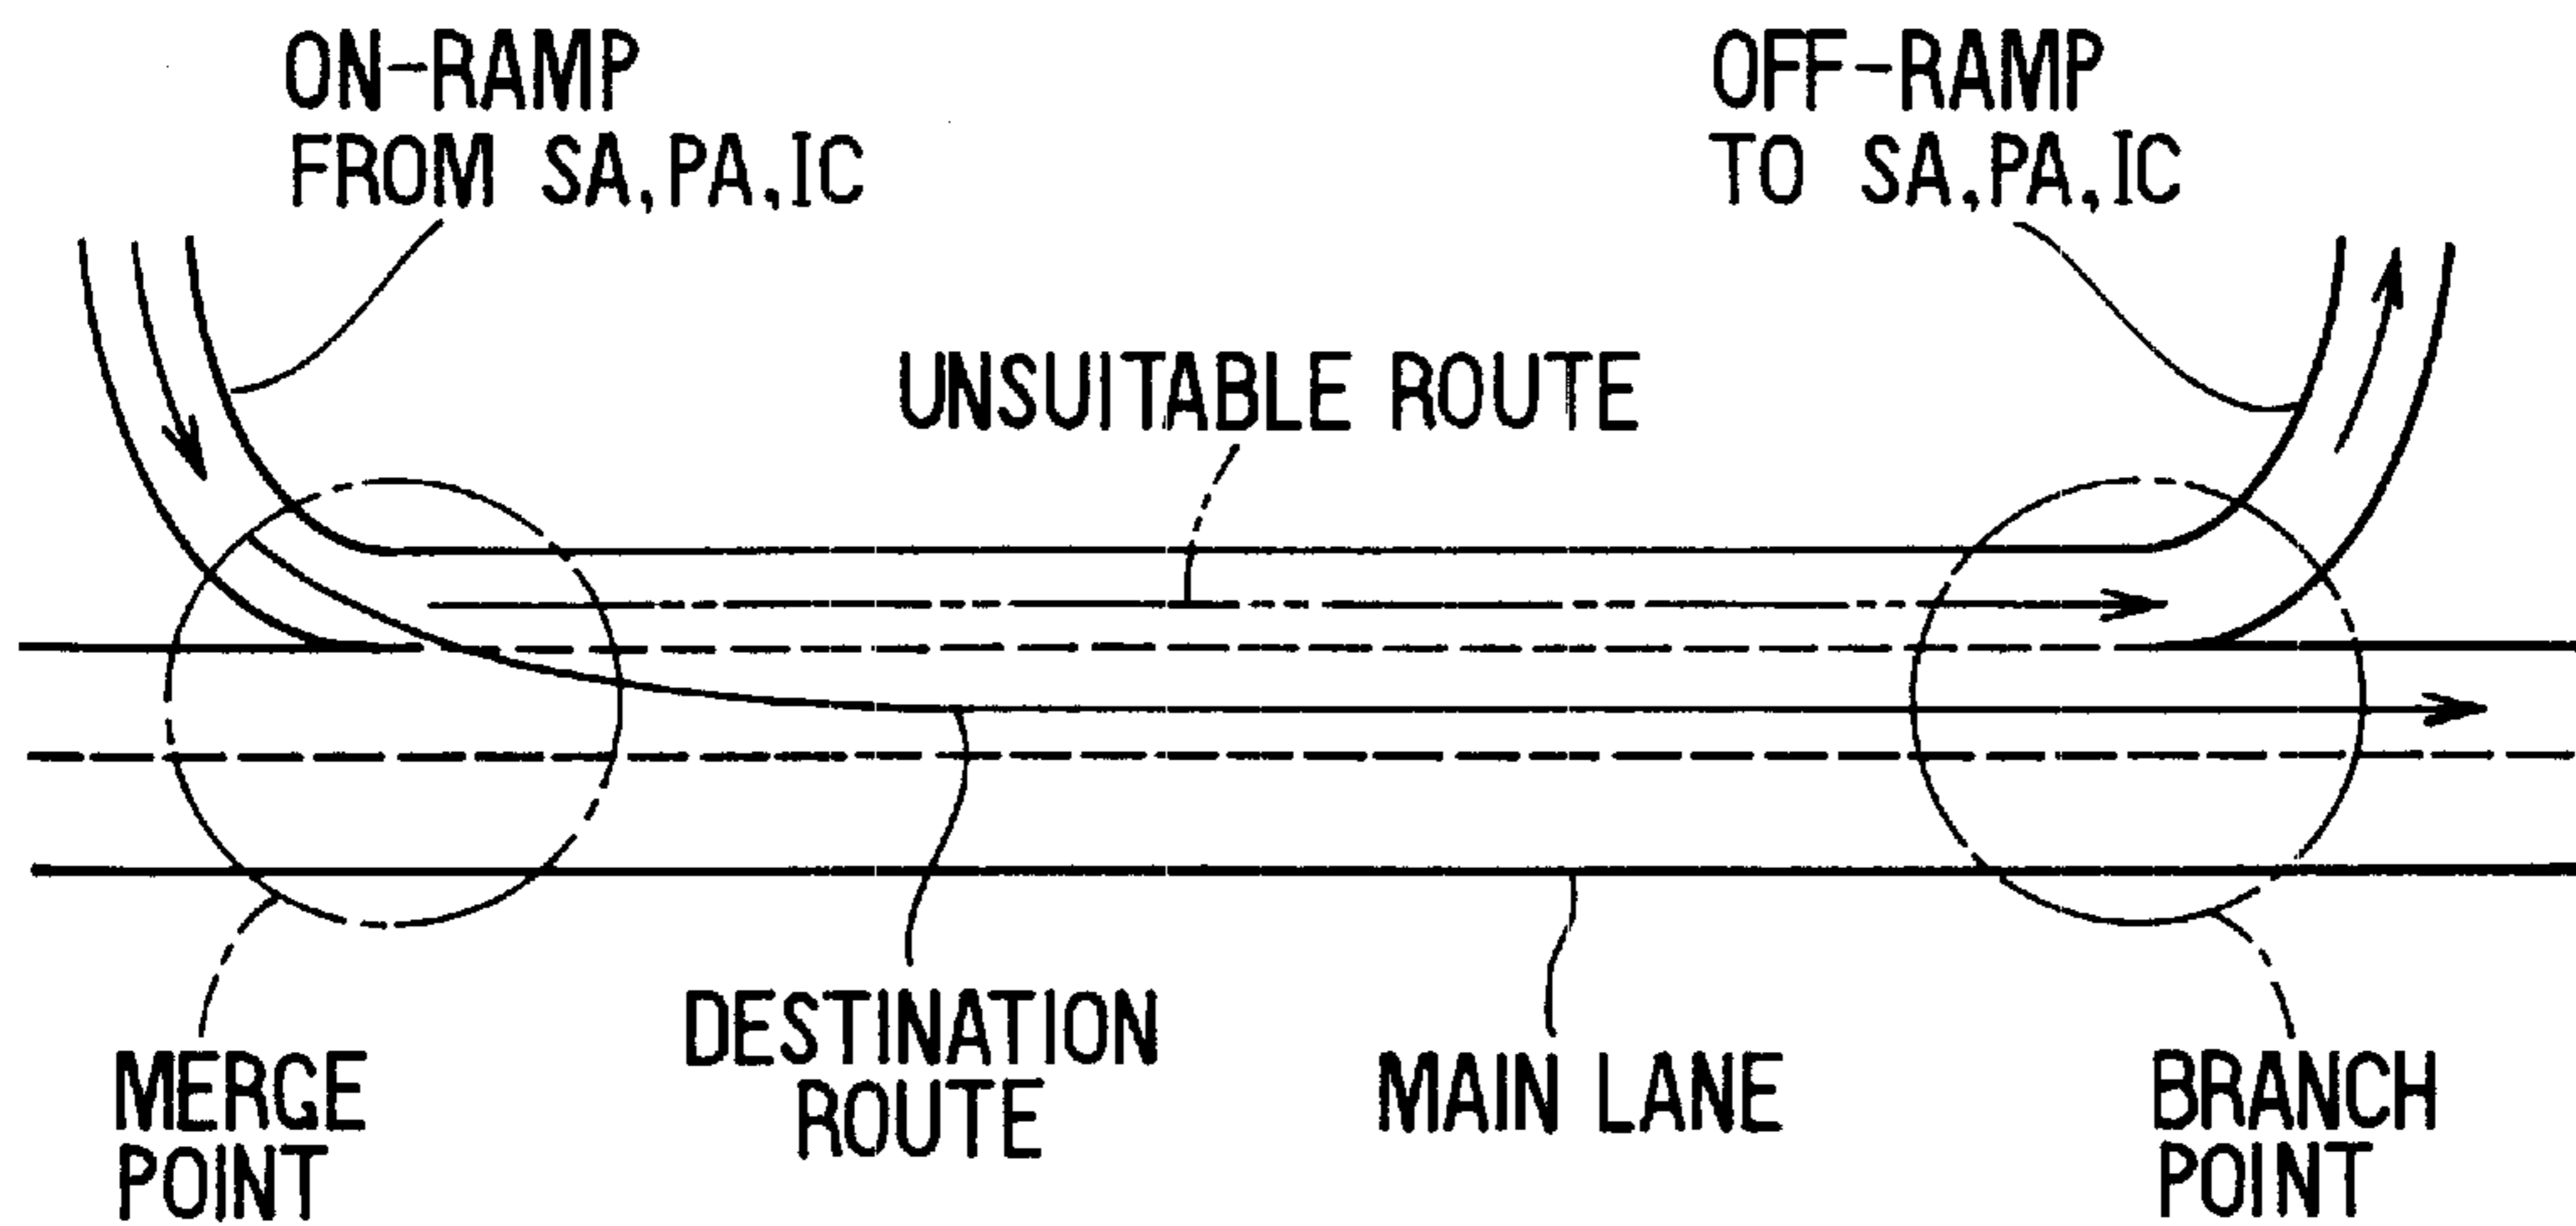 ON-RAMP
FROM SA,PA,IC
OFF-RAMP
TO SA,PA,IC
UNSUITABLE ROUTE
MERGE
POINT
DESTINATION
ROUTE
MAIN LANE
BRANCH
POINT